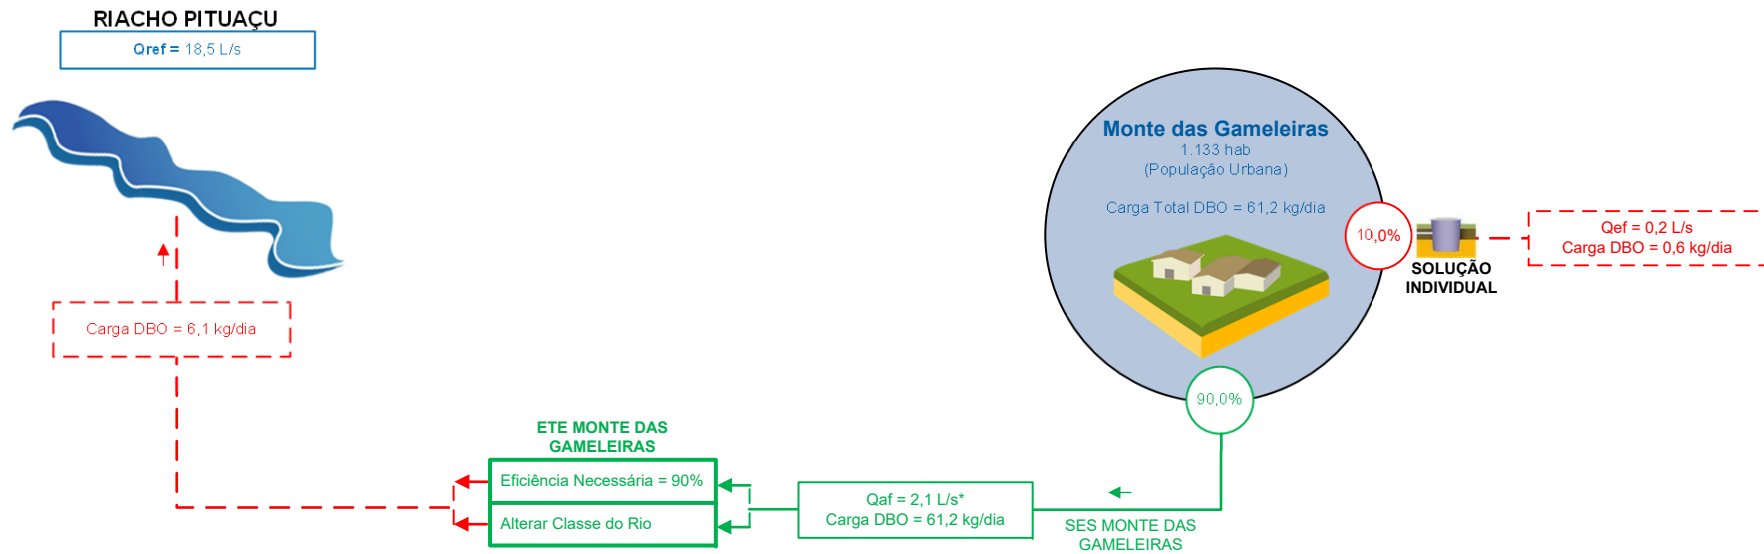 RIACHO PITUAÇU
Qref = 18,5 L/s
Monte das Gameleiras
1.133 hab
(População Urbana)
Carga Total DBO = 61,2 kg/dia
10,0%
SOLUÇÃO
INDIVIDUAL
Qef = 0,2 L/s
Carga DBO = 0,6 kg/dia
Carga DBO = 6,1 kg/dia
90,0%
ETE MONTE DAS
GAMELEIRAS
Eficiência Necessária = 90%
Alterar Classe do Rio
Qaf = 2,1 L/s*
Carga DBO = 61,2 kg/dia
SES MONTE DAS
GAMELEIRAS